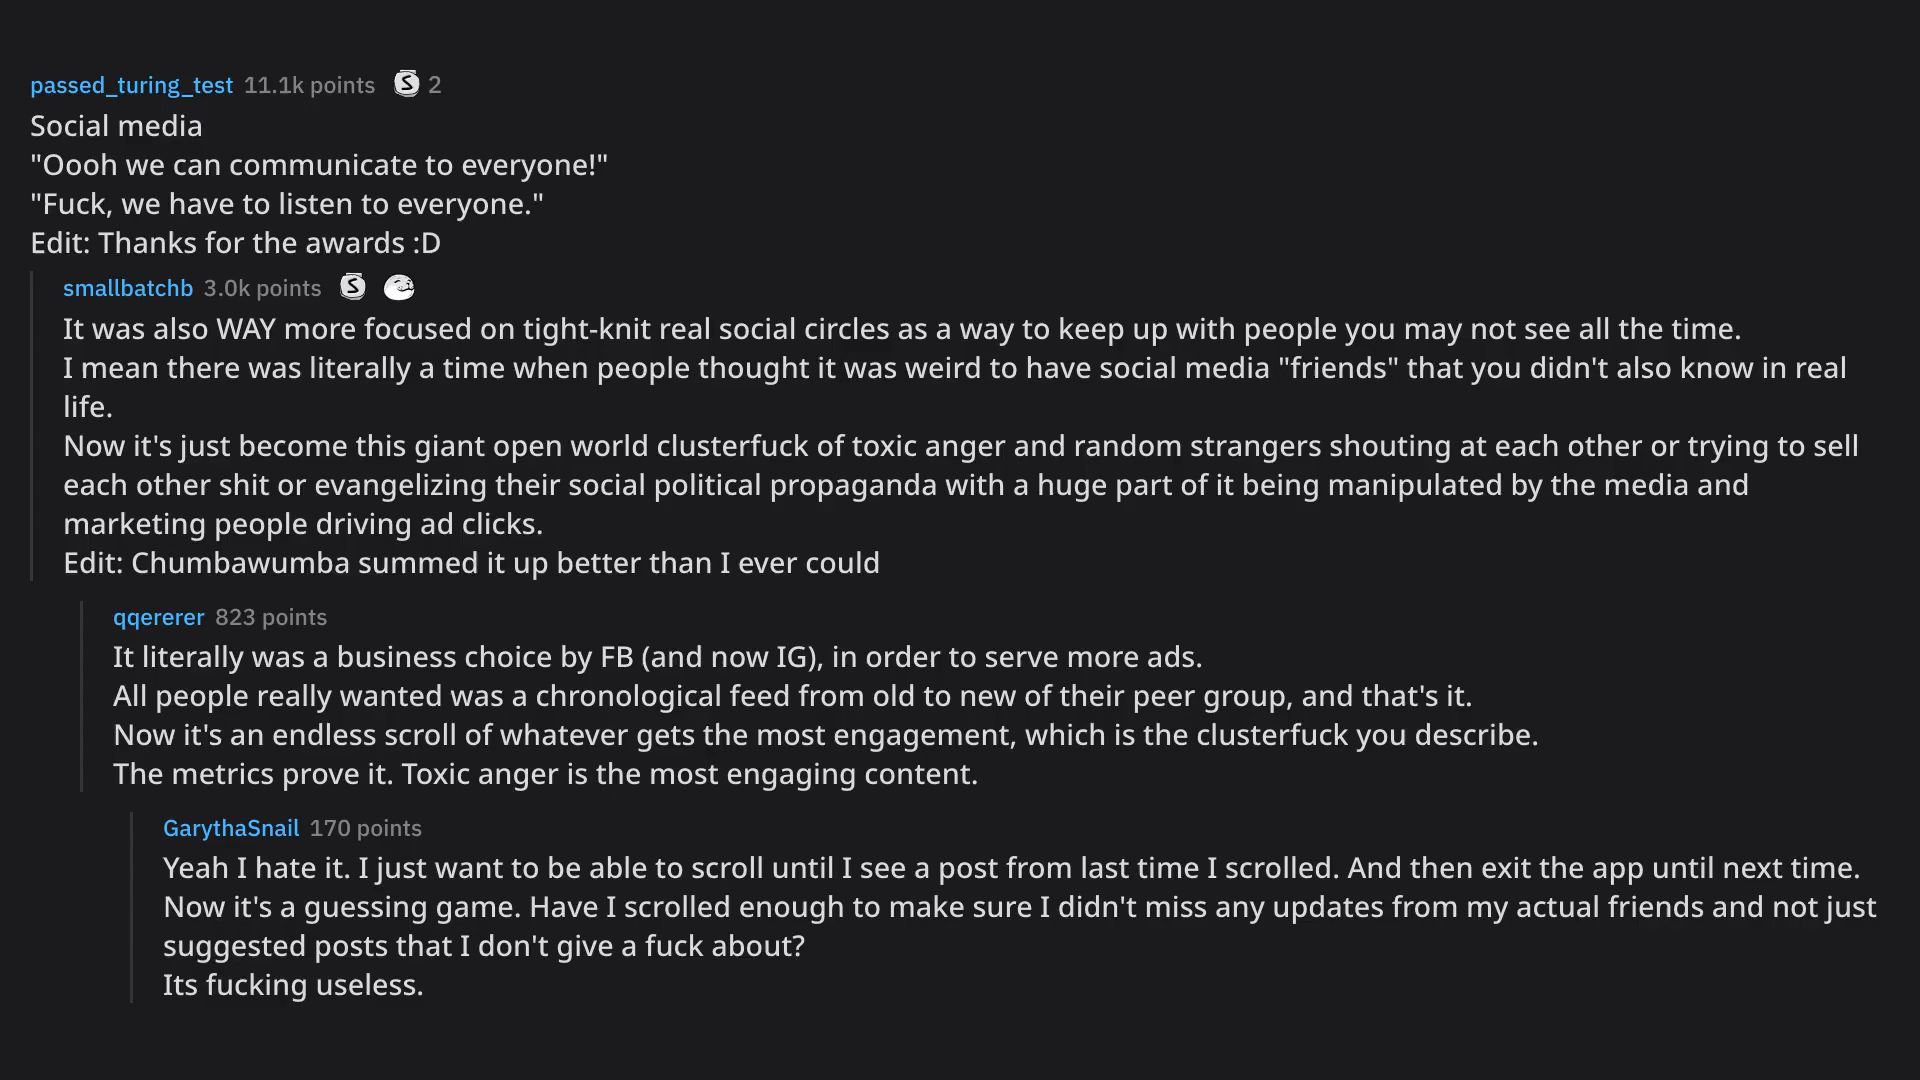 passed_turing_test 11.1k points S 2
Social media
"Oooh we can communicate to everyone!"
"Fuck, we have to listen to everyone."
Edit: Thanks for the awards :D
smallbatchb 3.0k points S
It was also WAY more focused on tight-knit real social circles as a way to keep up with people you may not see all the time.
I mean there was literally a time when people thought it was weird to have social media "friends" that you didn't also know in real
life.
Now it's just become this giant open world clusterfuck of toxic anger and random strangers shouting at each other or trying to sell
each other shit or evangelizing their social political propaganda with a huge part of it being manipulated by the media and
marketing people driving ad clicks.
Edit: Chumbawumba summed it up better than I ever could
qqererer 823 points
It literally was a business choice by FB (and now IG), in order to serve more ads.
All people really wanted was a chronological feed from old to new of their peer group, and that's it.
Now it's an endless scroll of whatever gets the most engagement, which is the clusterfuck you describe.
The metrics prove it. Toxic anger is the most engaging content.
GarythaSnail 170 points
Yeah I hate it. I just want to be able to scroll until I see a post from last time I scrolled. And then exit the app until next time.
Now it's a guessing game. Have I scrolled enough to make sure I didn't miss any updates from my actual friends and not just
suggested posts that I don't give a fuck about?
Its fucking useless.